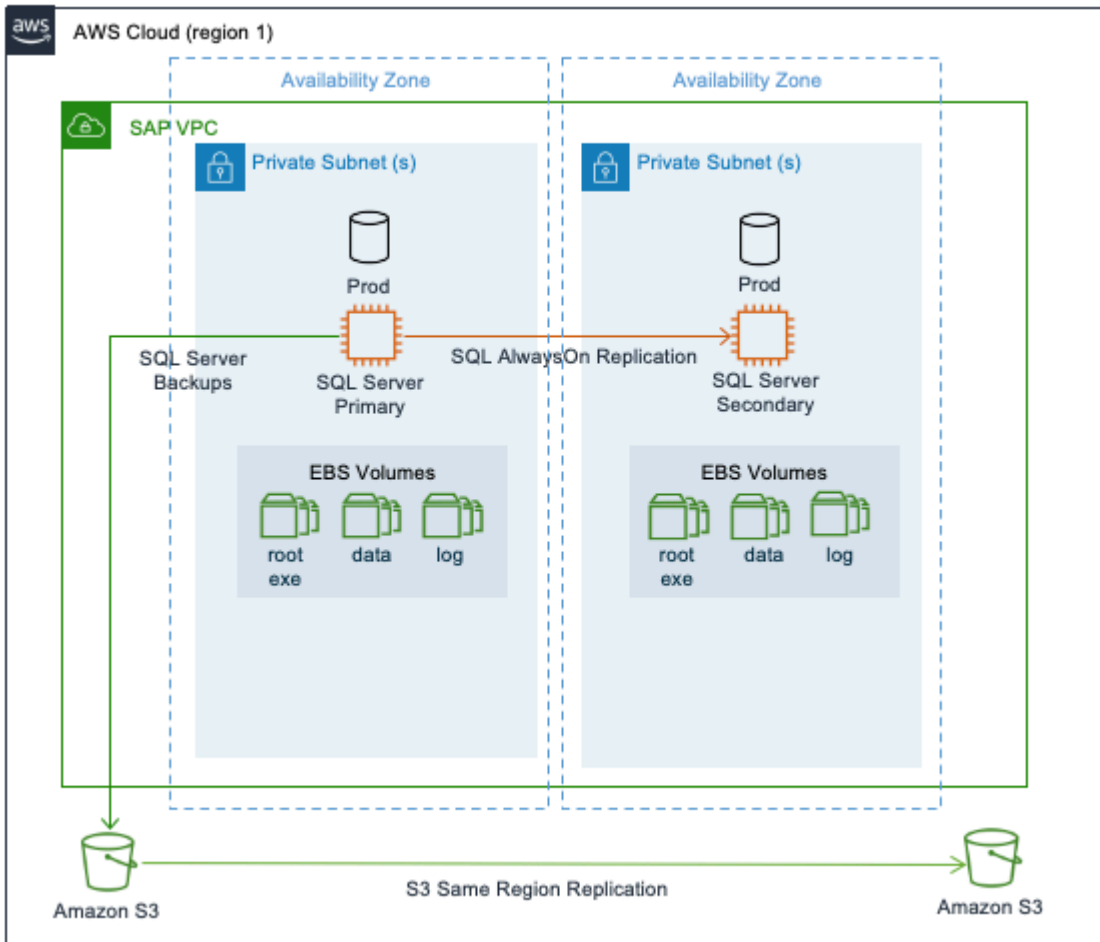 aws
AWS Cloud (region 1)
Availability Zone
Availability Zone
SAP VPC
Private Subnet (s)
Private Subnet (s)
Prod
Prod
SQL Server
Backups
SQL Server
Primary
SQL AlwaysOn Replication
SQL Server
Secondary
EBS Volumes
root
exe
data
log
EBS Volumes
root
exe
data
log
Amazon S3
S3 Same Region Replication
Amazon S3